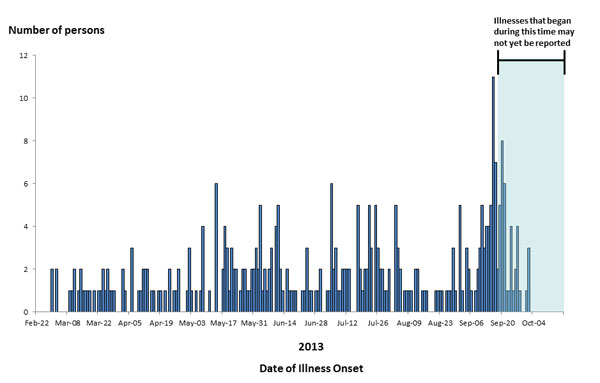 Illnesses that began
during this time may
not yet be reported
Number of persons
12
10
8
6
4
2
0
Feb-22 Mar-08 Mar-22 Apr-05 Apr-19 May-03 May-17 May-31 Jun-14 Jun-28 Jul-12 Jul-26 Aug-09 Aug-23 Sep-06 Sep-20 Oct-04
2013
Date of Illness Onset